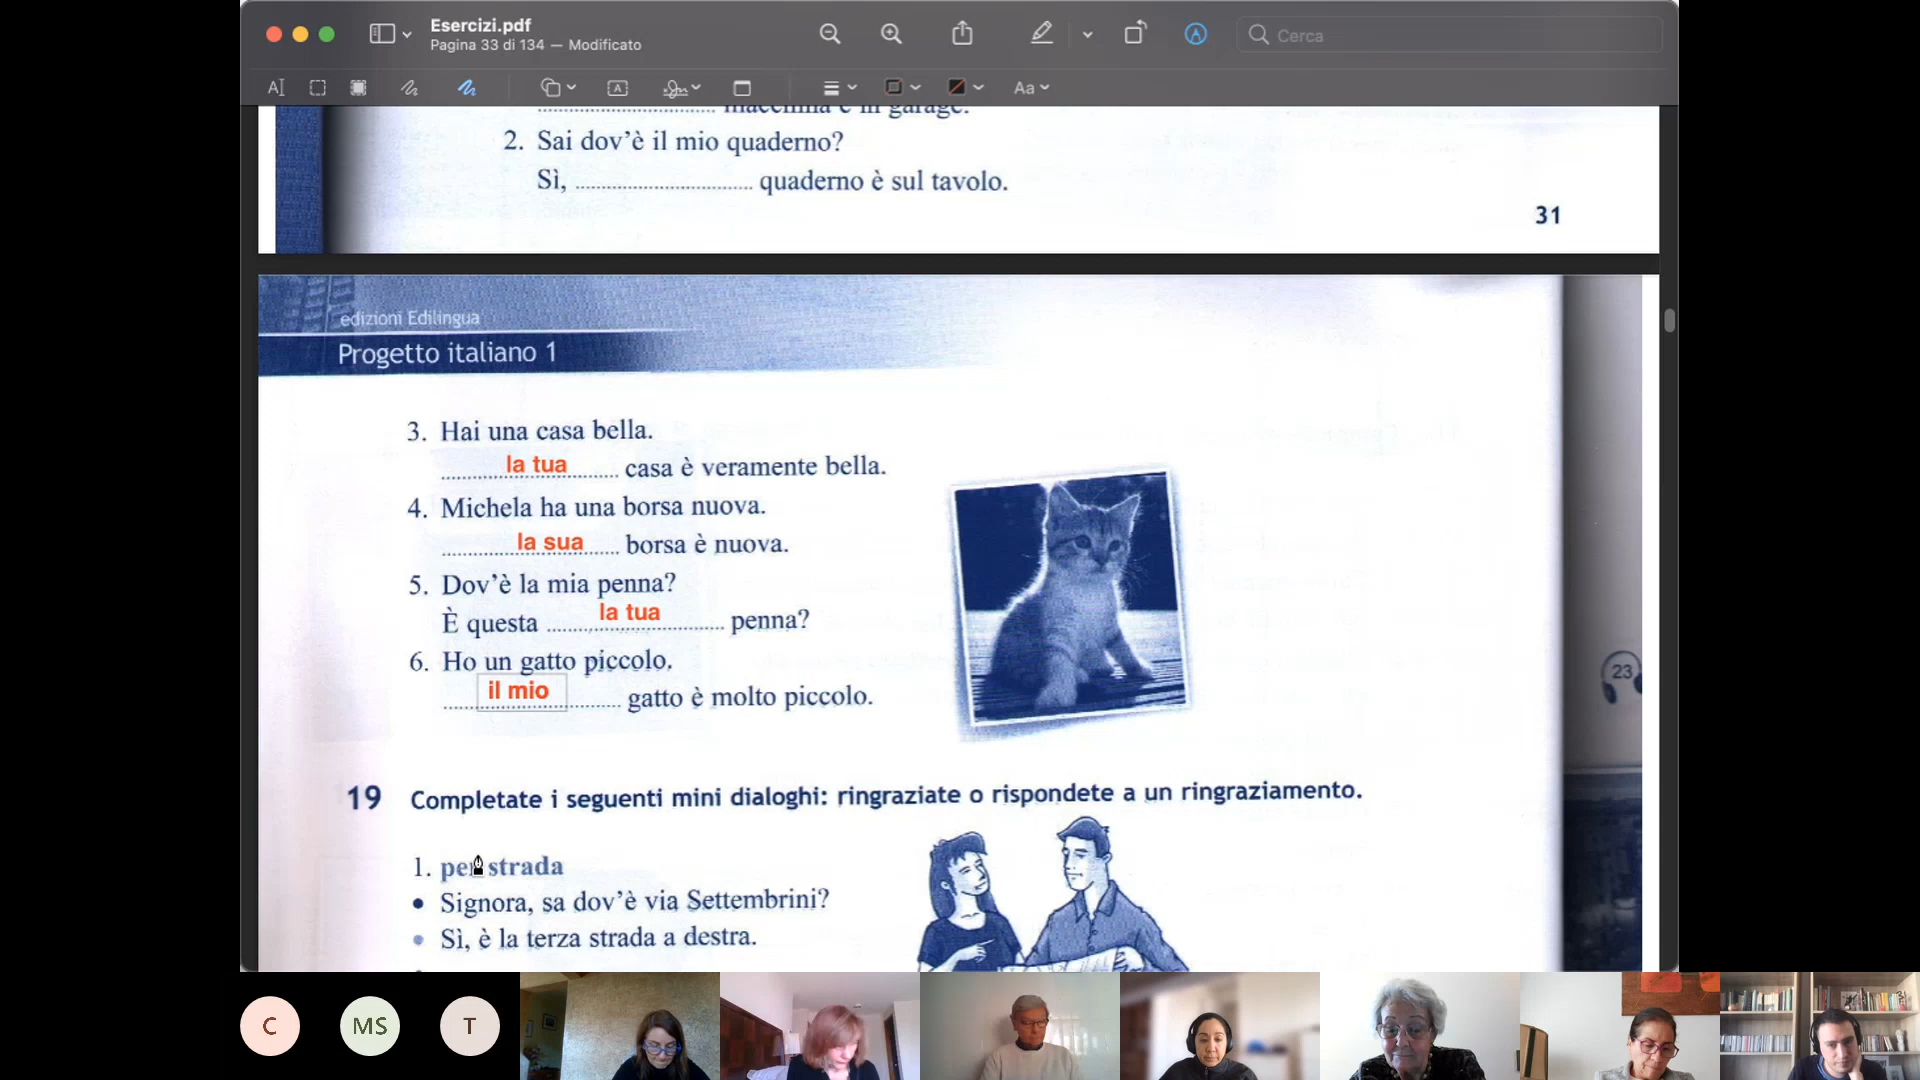 Esercizi.pdf
Pagina 33 di 134 — Modificato
Cerca
Aa
macchina è in garage.
2. Sai dov'è il mio quaderno?
Sì, ........................ quaderno è sul tavolo.
31
edizioni Edilingua
Progetto italiano 1
3. Hai una casa bella.
la tua casa è veramente bella.
4. Michela ha una borsa nuova.
la sua borsa è nuova.
5. Dov'è la mia penna?
È questa la tua penna?
6. Ho un gatto piccolo.
il mio gatto è molto piccolo.
23
19 Completate i seguenti mini dialoghi: ringraziate o rispondete a un ringraziamento.
1. per strada
• Signora, sa dov'è via Settembrini?
• Sì, è la terza strada a destra.
C MS T